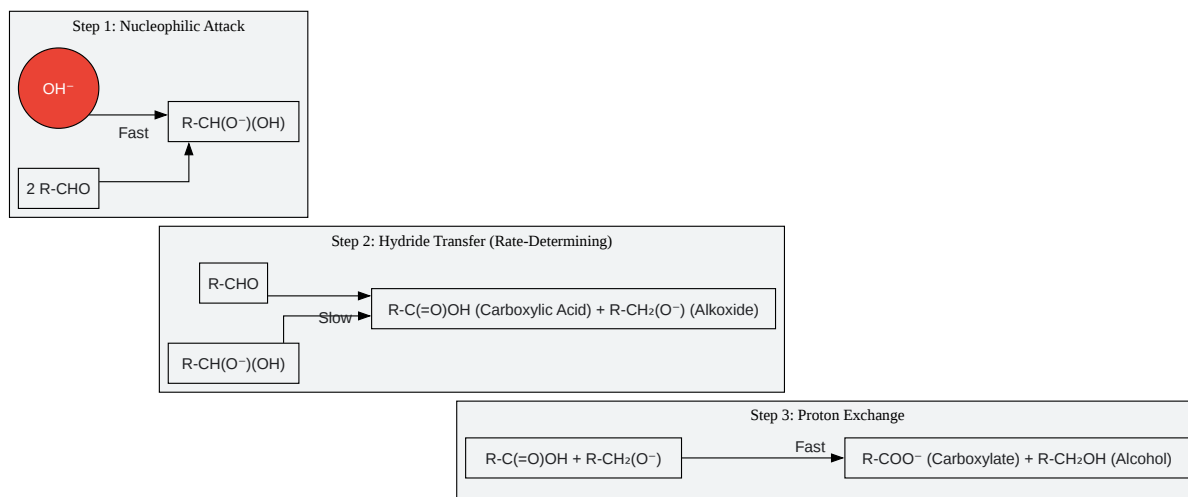 Step 1: Nucleophilic Attack
OH⁻
Fast
R-CH(O⁻)(OH)
2 R-CHO
Step 2: Hydride Transfer (Rate-Determining)
R-CHO
Slow
R-C(=O)OH (Carboxylic Acid) + R-CH₂(O⁻) (Alkoxide)
R-CH(O⁻)(OH)
Step 3: Proton Exchange
R-C(=O)OH + R-CH₂(O⁻)
Fast
R-COO⁻ (Carboxylate) + R-CH₂OH (Alcohol)